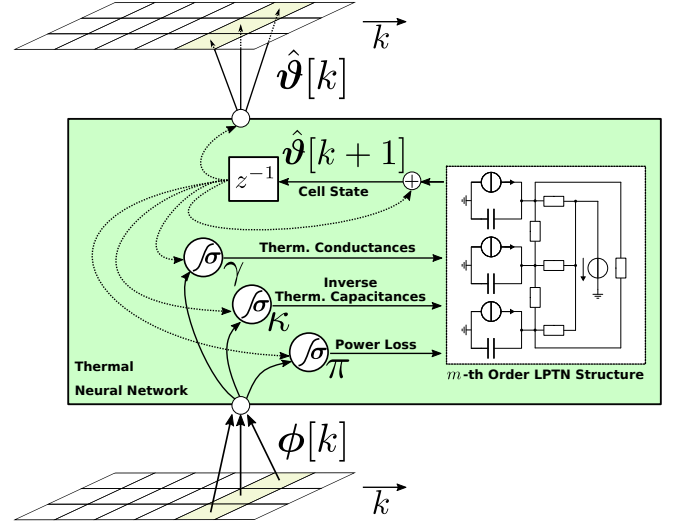 k
ϑ̂[k]
ϑ̂[k + 1]
z⁻¹
Cell State
Therm. Conductances
∫σ
γ
Inverse
Therm. Capacitances
∫σ
κ
Power Loss
∫σ
π
Thermal
Neural Network
m-th Order LPTN Structure
ϕ[k]
k